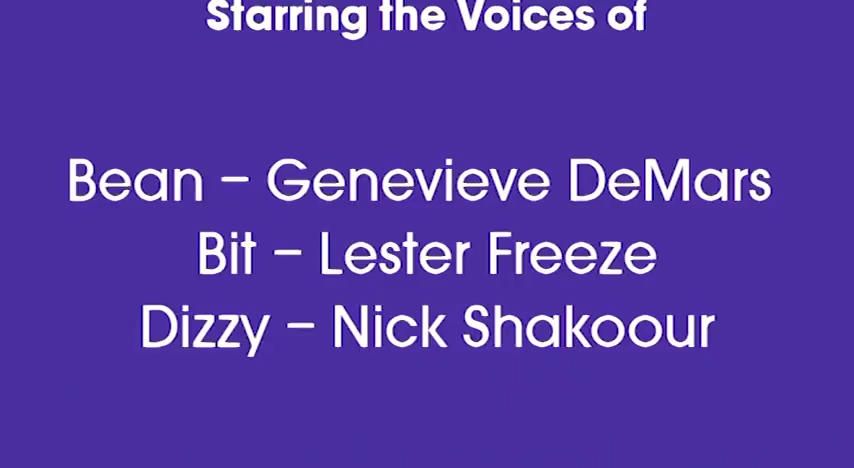 Starring the Voices of
Bean – Genevieve DeMars
Bit – Lester Freeze
Dizzy – Nick Shakoour